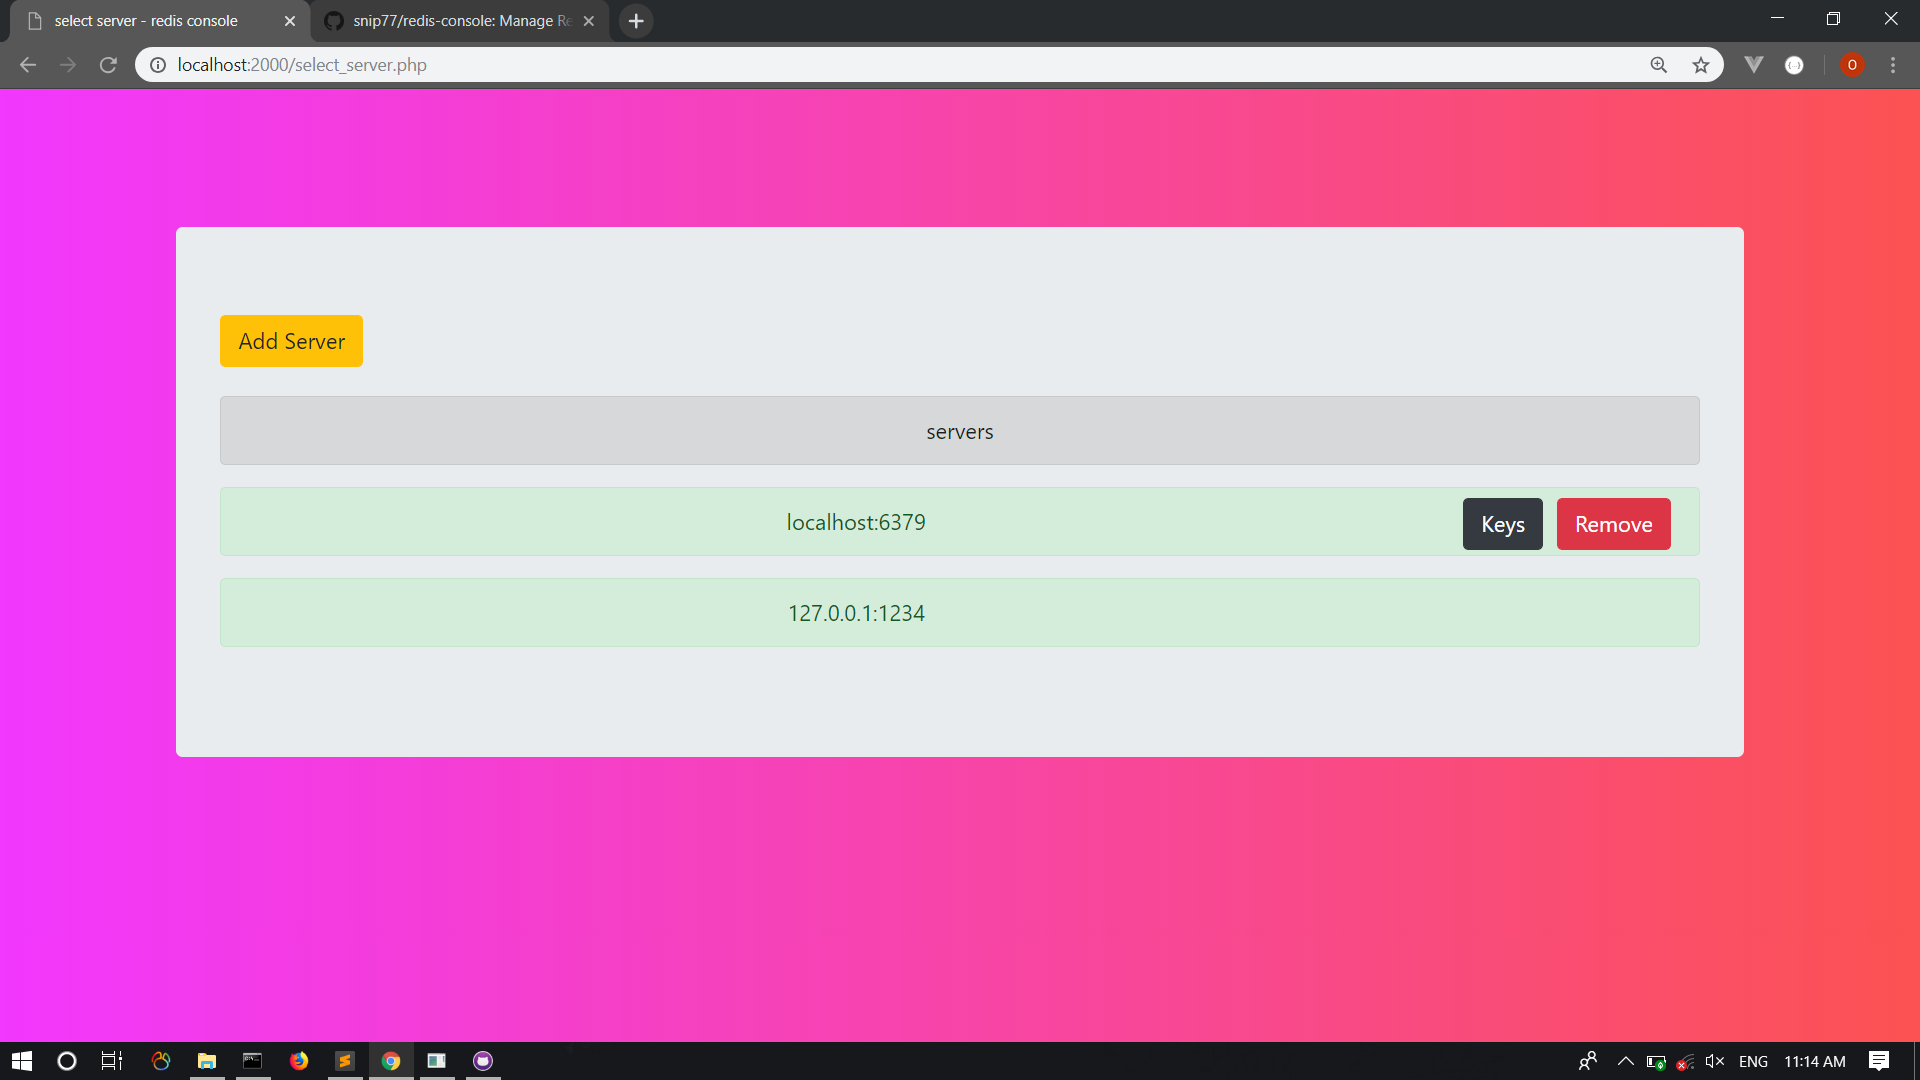 select server - redis console
snip77/redis-console: Manage Re
localhost:2000/select_server.php
O
Add Server
servers
localhost:6379
Keys
Remove
127.0.0.1:1234
ENG
11:14 AM